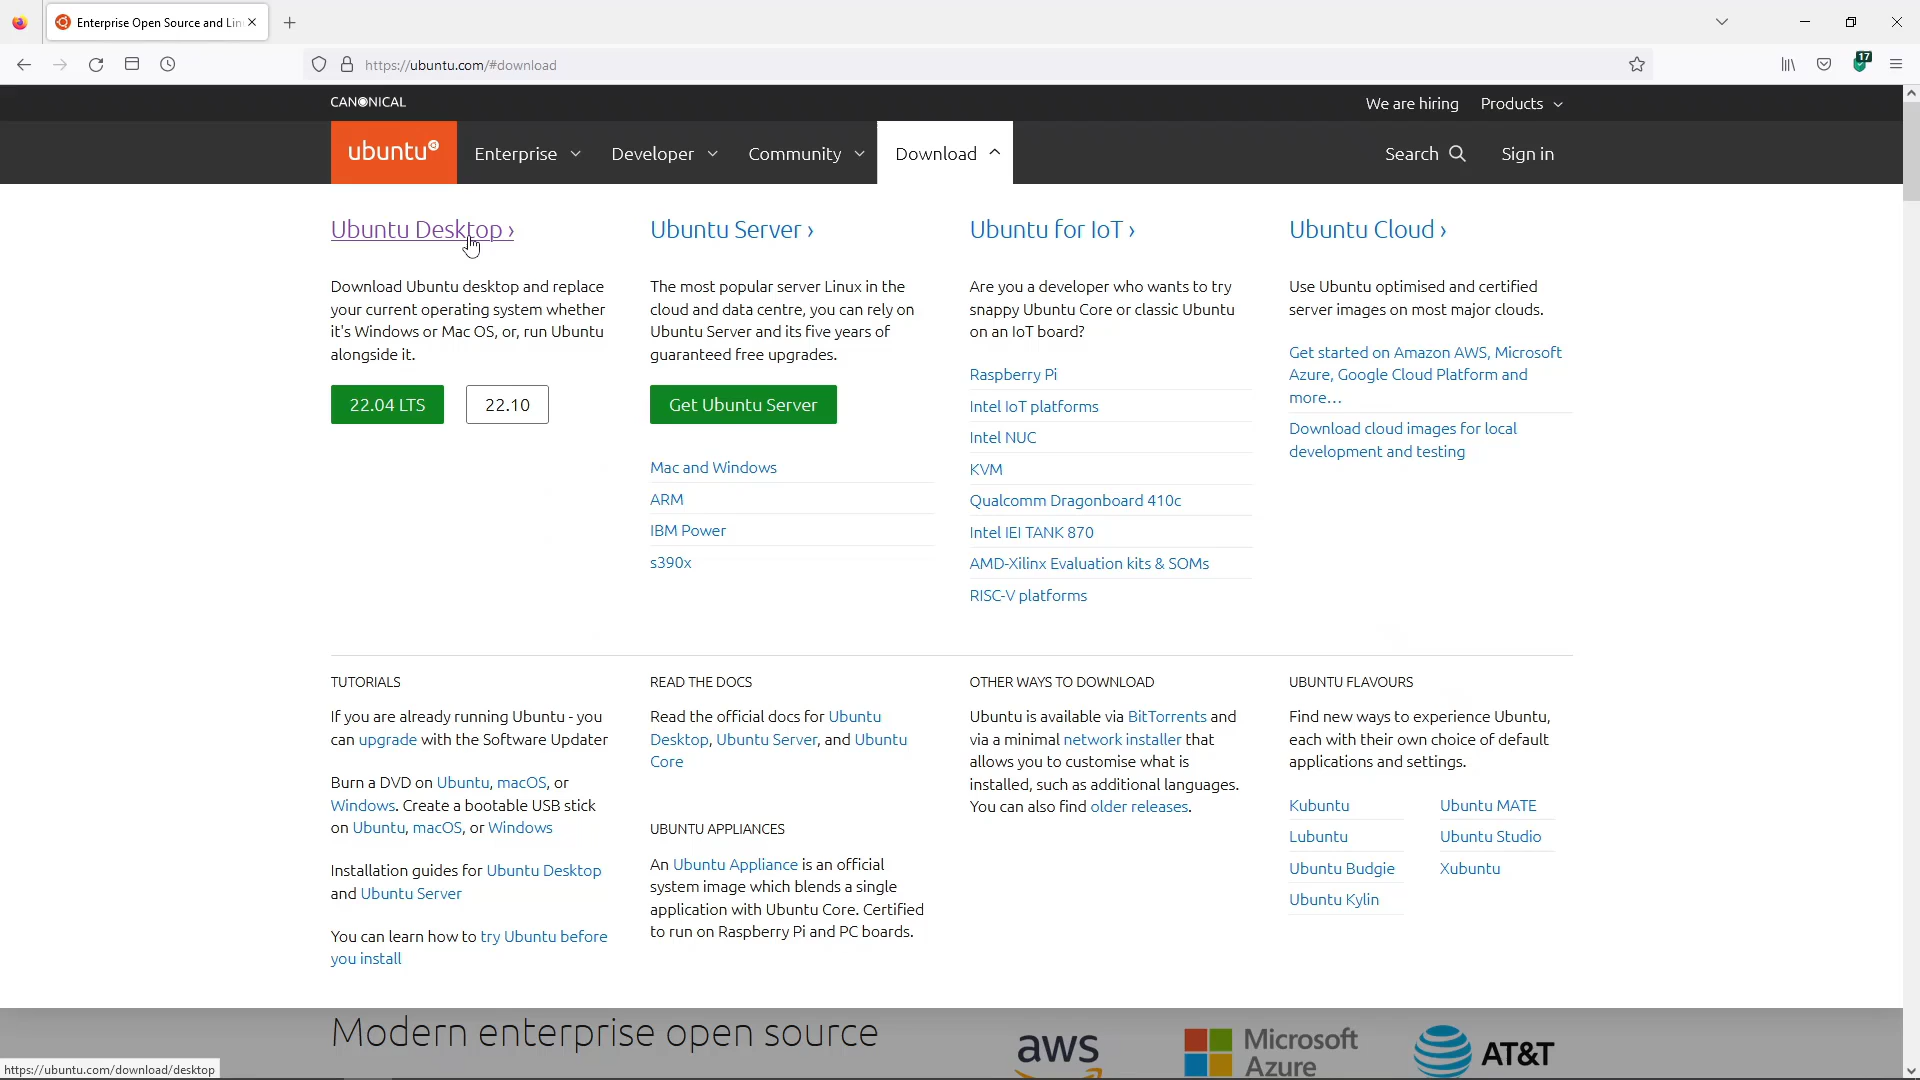 Enterprise Open Source and Lin
17
https://ubuntu.com/#download
CANONICAL
We are hiring Products
ubuntu Enterprise Developer Community Download Search Sign in
Ubuntu Desktop ›
Download Ubuntu desktop and replace
your current operating system whether
it's Windows or Mac OS, or, run Ubuntu
alongside it.
22.04 LTS 22.10
Ubuntu Server ›
The most popular server Linux in the
cloud and data centre, you can rely on
Ubuntu Server and its five years of
guaranteed free upgrades.
Get Ubuntu Server
Mac and Windows
ARM
IBM Power
s390x
Ubuntu for IoT ›
Are you a developer who wants to try
snappy Ubuntu Core or classic Ubuntu
on an IoT board?
Raspberry Pi
Intel IoT platforms
Intel NUC
KVM
Qualcomm Dragonboard 410c
Intel IEI TANK 870
AMD-Xilinx Evaluation kits & SOMs
RISC-V platforms
Ubuntu Cloud ›
Use Ubuntu optimised and certified
server images on most major clouds.
Get started on Amazon AWS, Microsoft
Azure, Google Cloud Platform and
more…
Download cloud images for local
development and testing
TUTORIALS
If you are already running Ubuntu - you
can upgrade with the Software Updater
Burn a DVD on Ubuntu, macOS, or
Windows. Create a bootable USB stick
on Ubuntu, macOS, or Windows
Installation guides for Ubuntu Desktop
and Ubuntu Server
You can learn how to try Ubuntu before
you install
READ THE DOCS
Read the official docs for Ubuntu
Desktop, Ubuntu Server, and Ubuntu
Core
UBUNTU APPLIANCES
An Ubuntu Appliance is an official
system image which blends a single
application with Ubuntu Core. Certified
to run on Raspberry Pi and PC boards.
OTHER WAYS TO DOWNLOAD
Ubuntu is available via BitTorrents and
via a minimal network installer that
allows you to customise what is
installed, such as additional languages.
You can also find older releases.
UBUNTU FLAVOURS
Find new ways to experience Ubuntu,
each with their own choice of default
applications and settings.
Kubuntu Ubuntu MATE
Lubuntu Ubuntu Studio
Ubuntu Budgie Xubuntu
Ubuntu Kylin
Modern enterprise open source
aws
Microsoft
Azure
AT&T
https://ubuntu.com/download/desktop